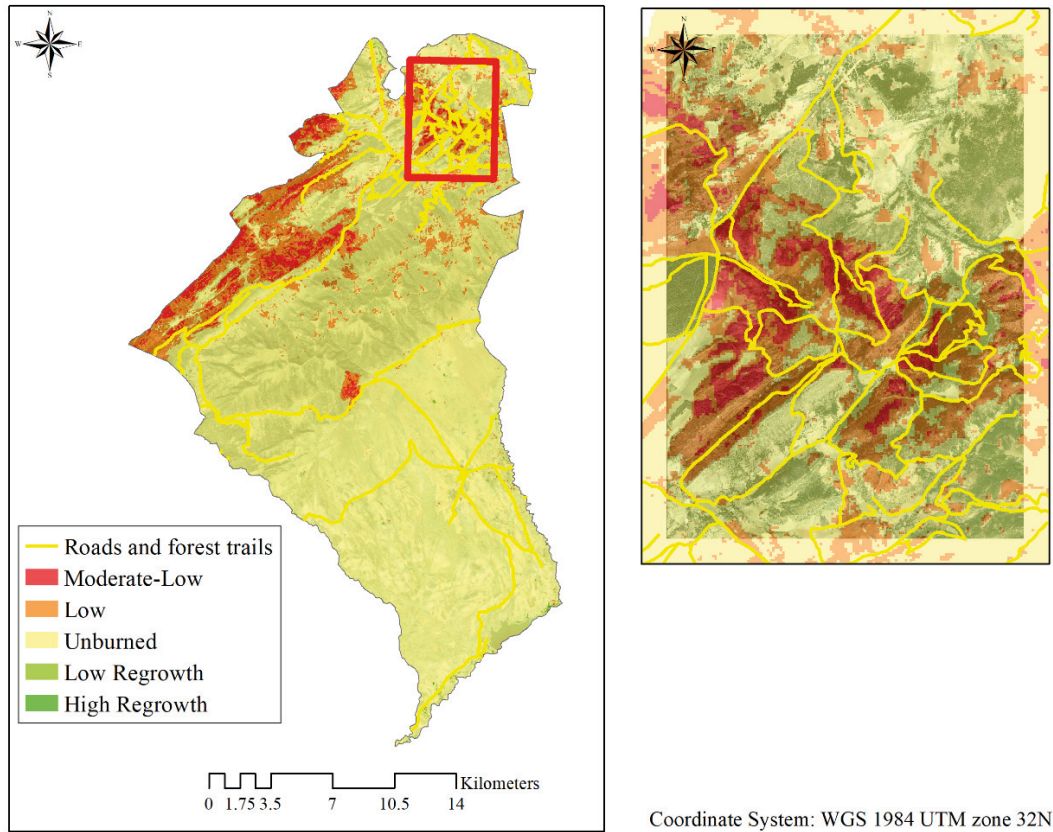 N
W E
S
Roads and forest trails
Moderate-Low
Low
Unburned
Low Regrowth
High Regrowth
Kilometers
0 1.75 3.5 7 10.5 14
N
W E
Coordinate System: WGS 1984 UTM zone 32N